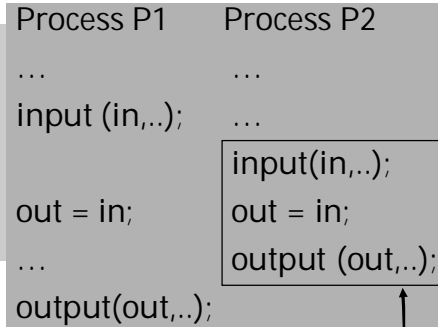 Process P1 Process P2
... ...
input (in,..); ...
input(in,..);
out = in; out = in;
... output (out,..);
output(out,..);